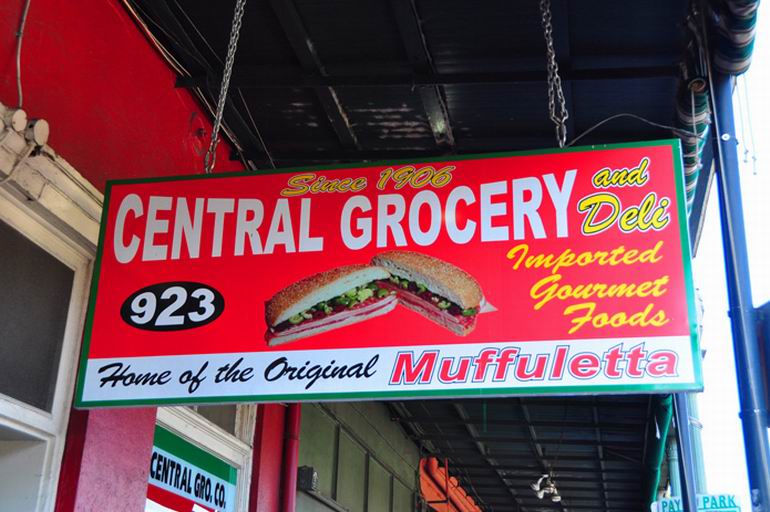 Since 1906
CENTRAL GROCERY and Deli
923
Imported
Gourmet
Foods
Home of the Original Muffuletta
CENTRAL GRO. CO.
PAY
PARK